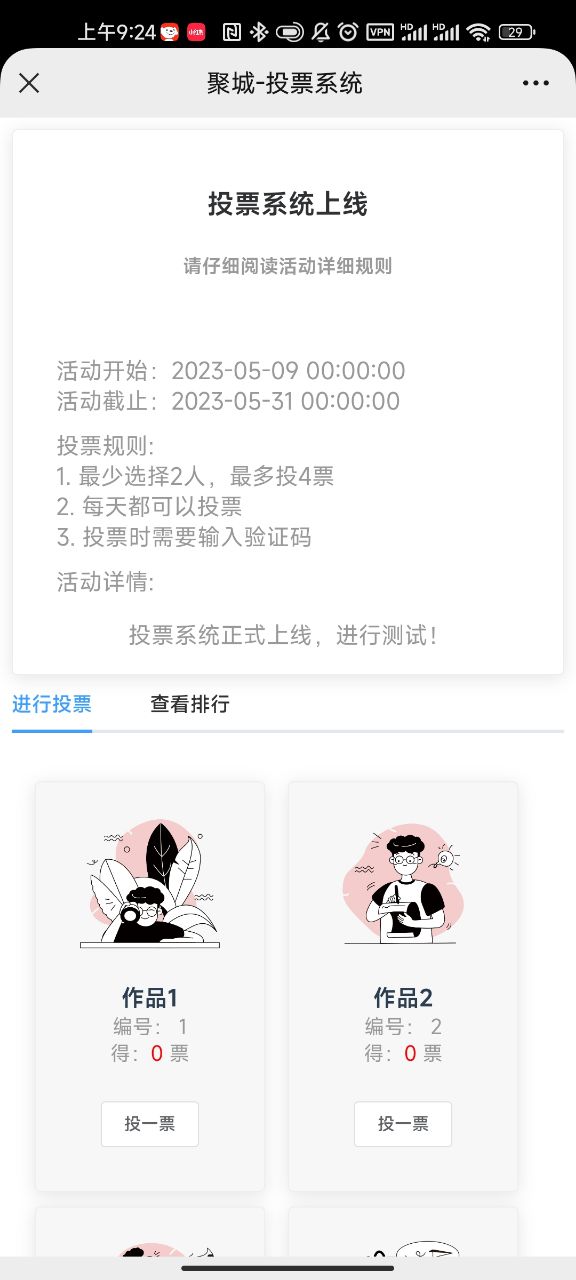 上午9:24
VPN
HD
HD
29
聚城-投票系统
投票系统上线
请仔细阅读活动详细规则
活动开始：2023-05-09 00:00:00
活动截止：2023-05-31 00:00:00
投票规则:
1. 最少选择2人，最多投4票
2. 每天都可以投票
3. 投票时需要输入验证码
活动详情:
投票系统正式上线，进行测试！
进行投票 查看排行
作品1
编号： 1
得：0 票
投一票
作品2
编号： 2
得：0 票
投一票